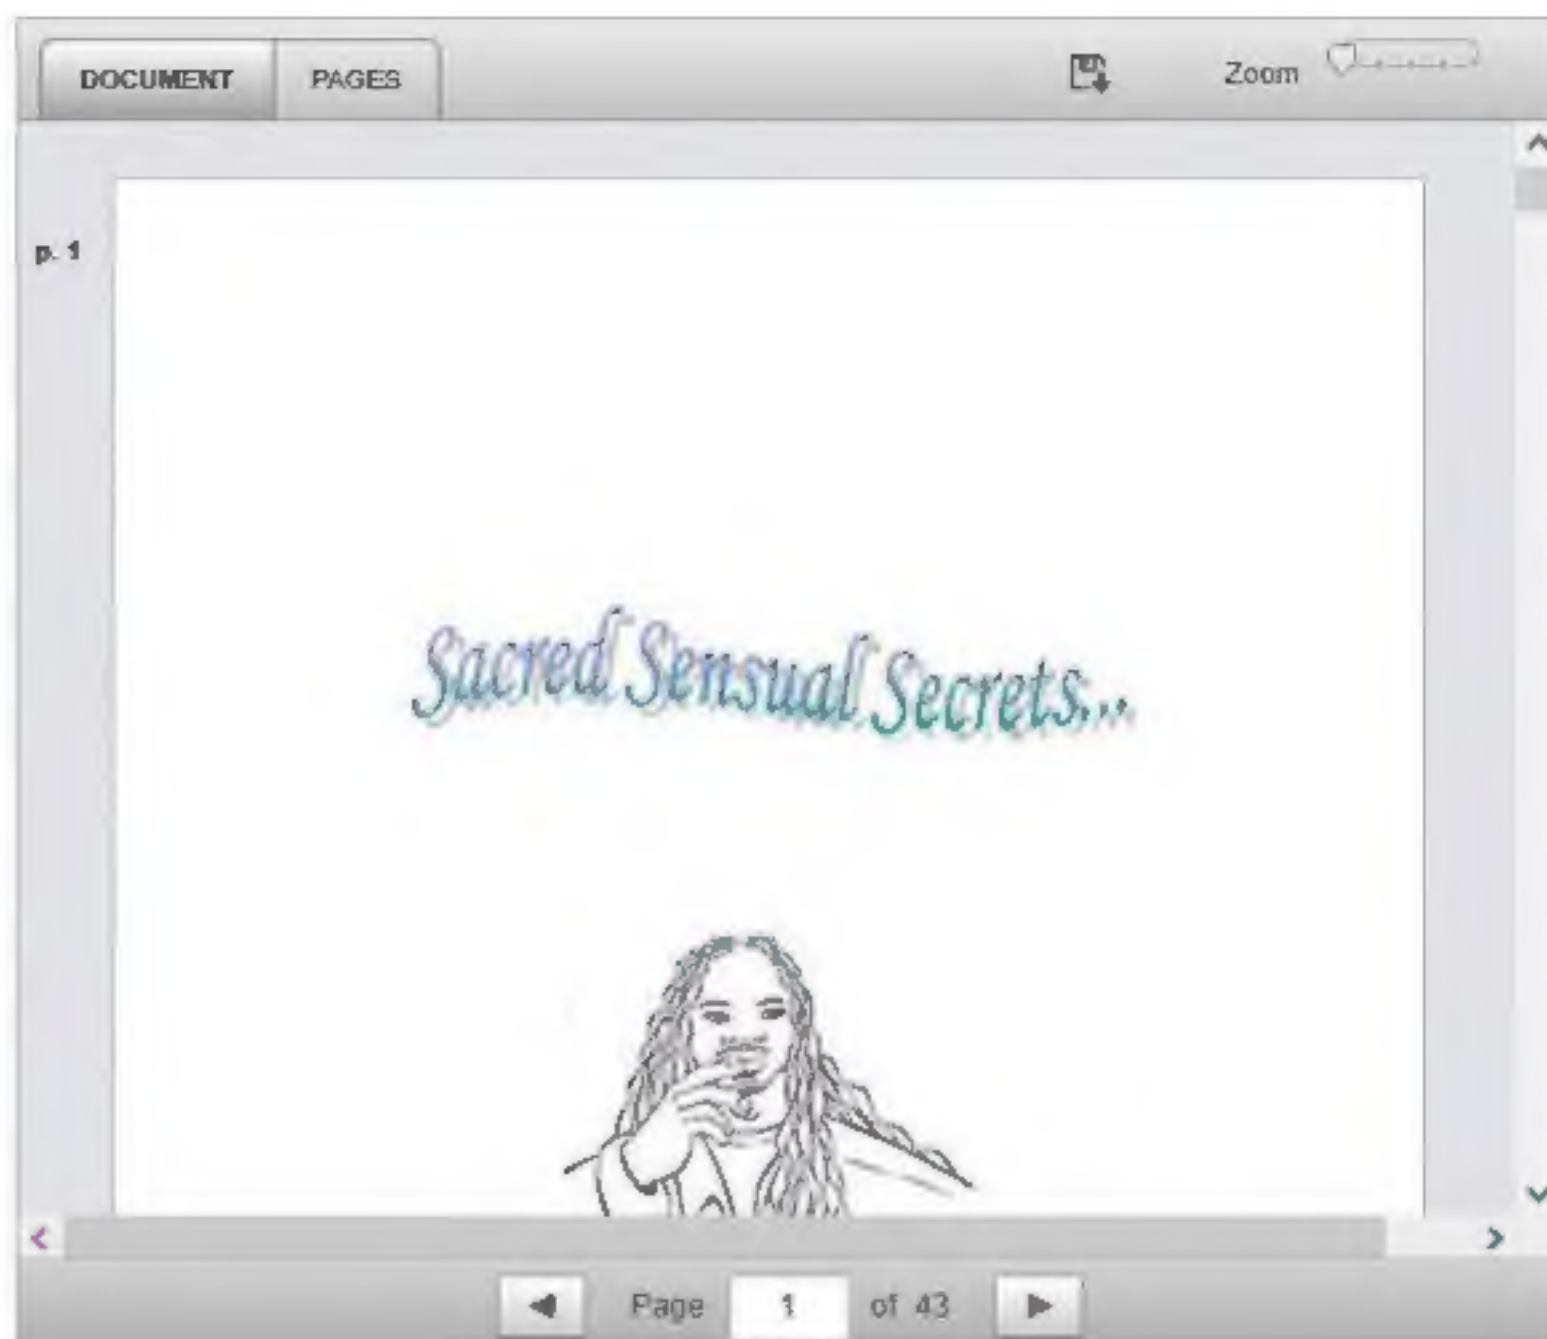 DOCUMENT PAGES Zoom
p. 1
Sacred Sensual Secrets...
Page 1 of 43